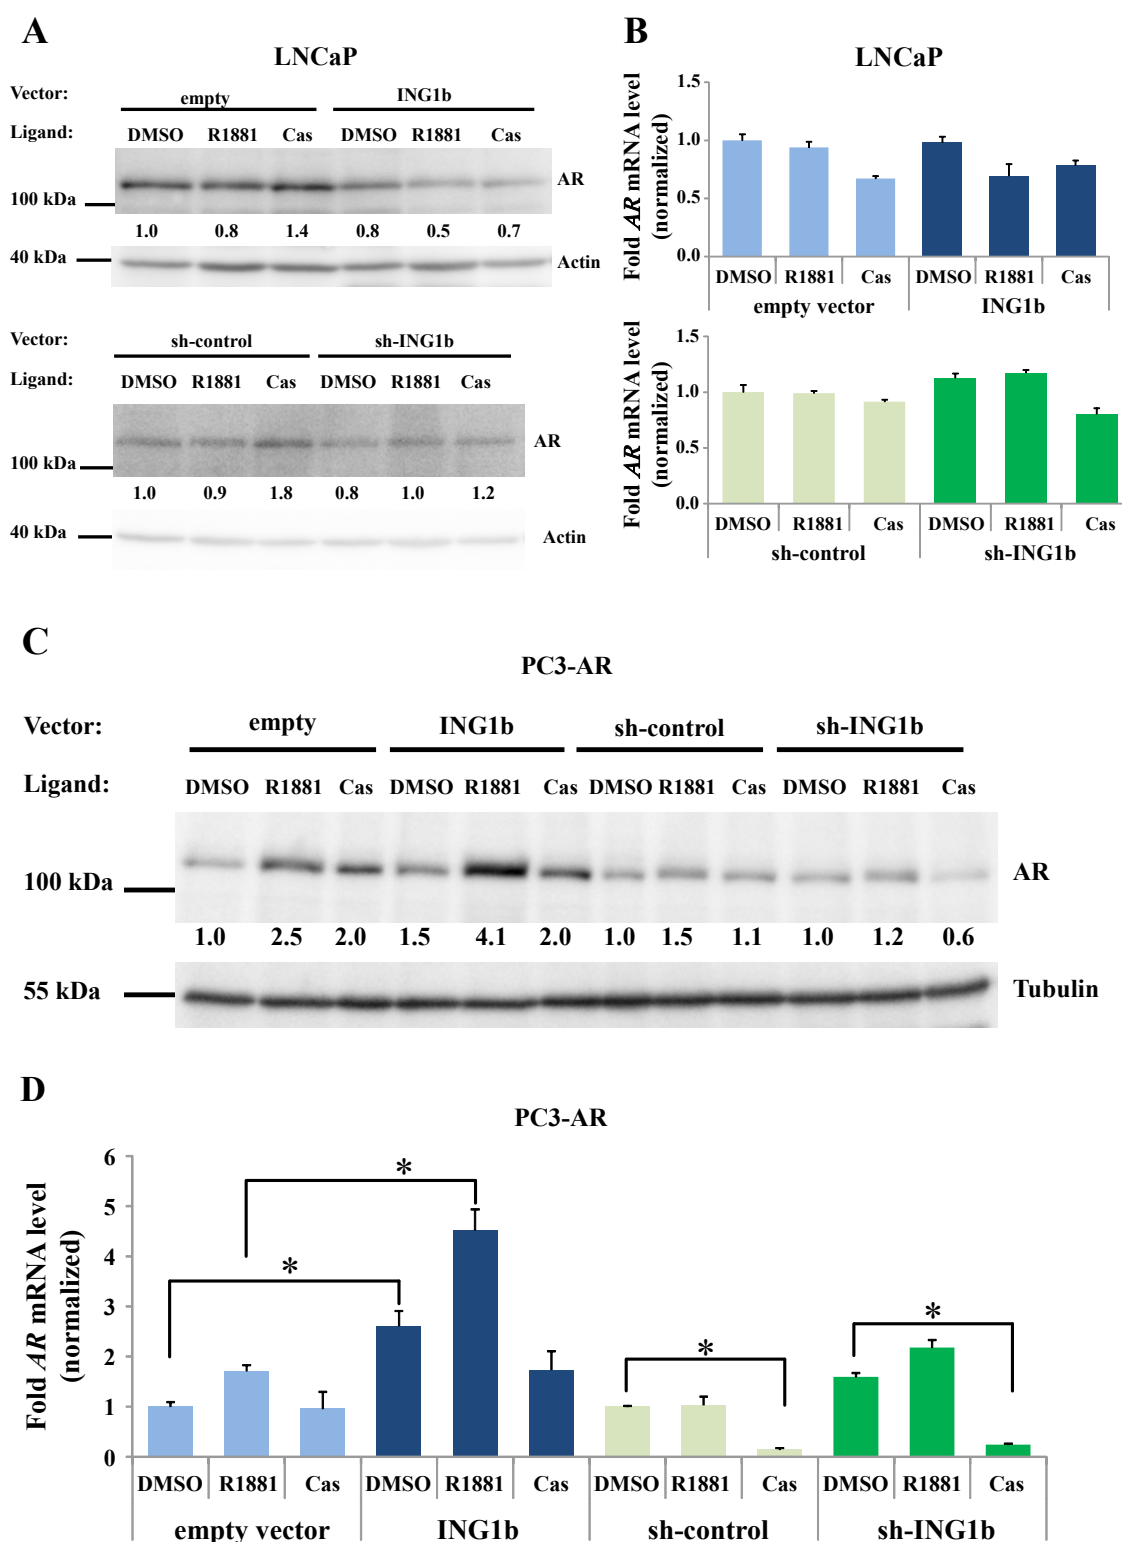 A
LNCaP
Vector: empty ING1b
Ligand: DMSO R1881 Cas DMSO R1881 Cas
AR
100 kDa
1.0 0.8 1.4 0.8 0.5 0.7
40 kDa Actin
Vector: sh-control sh-ING1b
Ligand: DMSO R1881 Cas DMSO R1881 Cas
AR
100 kDa
1.0 0.9 1.8 0.8 1.0 1.2
40 kDa Actin
B
LNCaP
Fold AR mRNA level
(normalized)
1.5
1.0
0.5
0.0
DMSO R1881 Cas DMSO R1881 Cas
empty vector ING1b
Fold AR mRNA level
(normalized)
1.5
1.0
0.5
0.0
DMSO R1881 Cas DMSO R1881 Cas
sh-control sh-ING1b
C
PC3-AR
Vector: empty ING1b sh-control sh-ING1b
Ligand: DMSO R1881 Cas DMSO R1881 Cas DMSO R1881 Cas DMSO R1881 Cas
AR
100 kDa
1.0 2.5 2.0 1.5 4.1 2.0 1.0 1.5 1.1 1.0 1.2 0.6
55 kDa Tubulin
D
PC3-AR
Fold AR mRNA level
(normalized)
6
5
4
3
2
1
0
*
*
*
*
DMSO R1881 Cas DMSO R1881 Cas DMSO R1881 Cas DMSO R1881 Cas
empty vector ING1b sh-control sh-ING1b